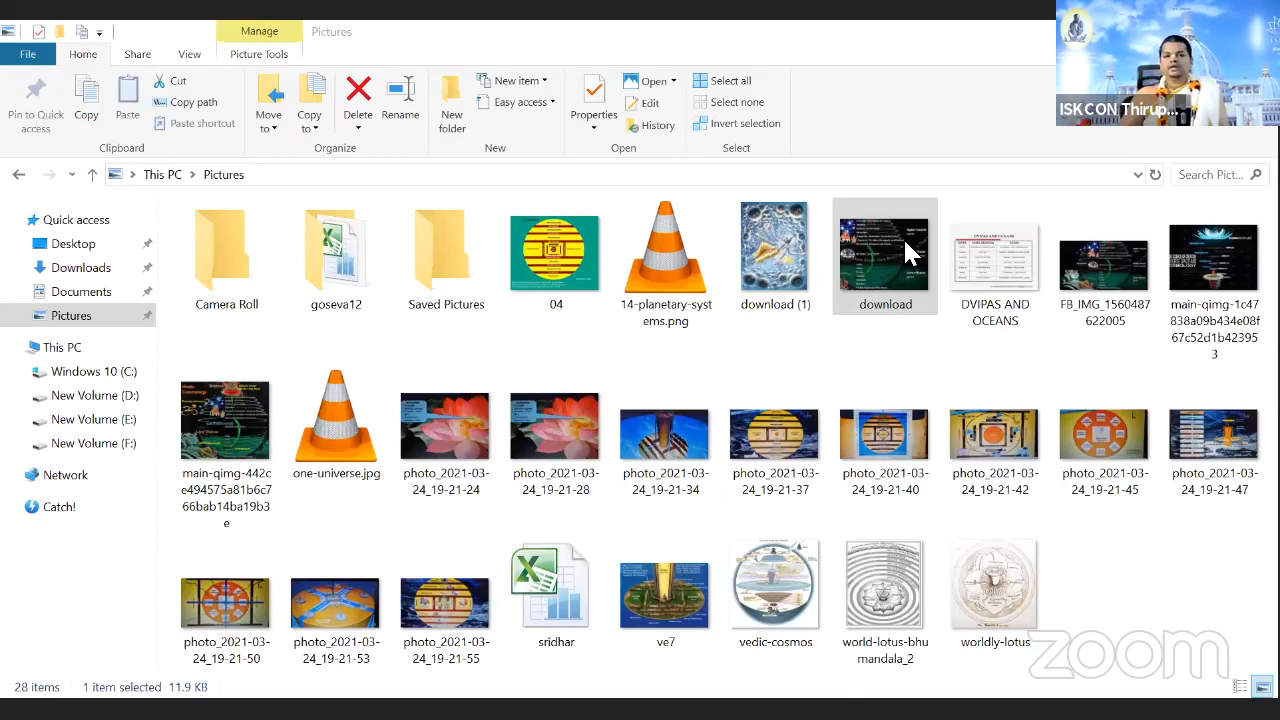 Manage
Pictures
File
Home
Share
View
Picture Tools
Pin to Quick
access
Copy
Paste
Cut
Copy path
Paste shortcut
Move
to
Copy
to
Delete
Rename
New
folder
New item
Easy access
Properties
Open
Edit
History
Select all
Select none
Invert selection
Clipboard
Organize
New
Open
Select
ISKCON Thirup...
This PC
Pictures
Search Pict...
Quick access
Desktop
Downloads
Documents
Pictures
This PC
Windows 10 (C:)
New Volume (D:)
New Volume (E:)
New Volume (F:)
Network
Catch!
Camera Roll
goseva12
Saved Pictures
04
14-planetary-syst
ems.png
download (1)
download
DVIPAS AND OCEANS
DVIPAS AND
OCEANS
FB_IMG_1560487
622005
main-qimg-1c47
838a09b434e08f
67c52d1b42395
3
main-qimg-442c
e494575a81b6c7
66bab14ba19b3
e
one-universe.jpg
photo_2021-03-
24_19-21-24
photo_2021-03-
24_19-21-28
photo_2021-03-
24_19-21-34
photo_2021-03-
24_19-21-37
photo_2021-03-
24_19-21-40
photo_2021-03-
24_19-21-42
photo_2021-03-
24_19-21-45
photo_2021-03-
24_19-21-47
photo_2021-03-
24_19-21-50
photo_2021-03-
24_19-21-53
photo_2021-03-
24_19-21-55
sridhar
ve7
vedic-cosmos
world-lotus-bhu
mandala_2
worldly-lotus
zoom
28 items
1 item selected
11.9 KB